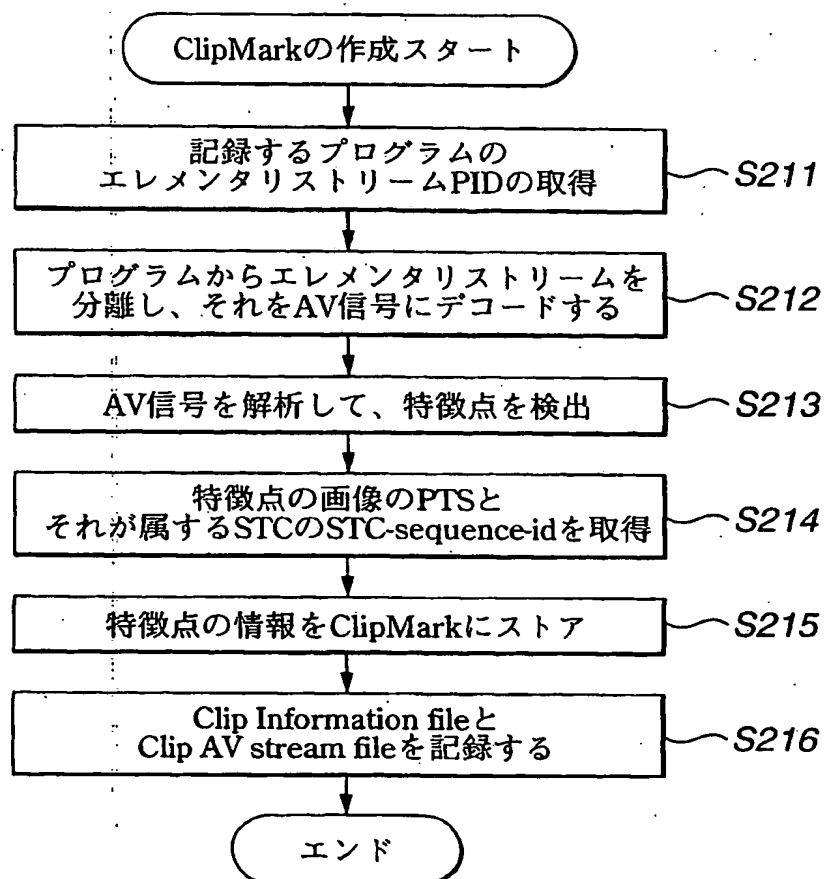 ClipMarkの作成スタート
記録するプログラムの
エレメンタリストリームPIDの取得
S211
プログラムからエレメンタリストリームを
分離し、それをAV信号にデコードする
S212
AV信号を解析して、特徴点を検出
S213
特徴点の画像のPTSと
それが属するSTCのSTC-sequence-idを取得
S214
特徴点の情報をClipMarkにストア
S215
Clip Information fileと
Clip AV stream fileを記録する
S216
エンド